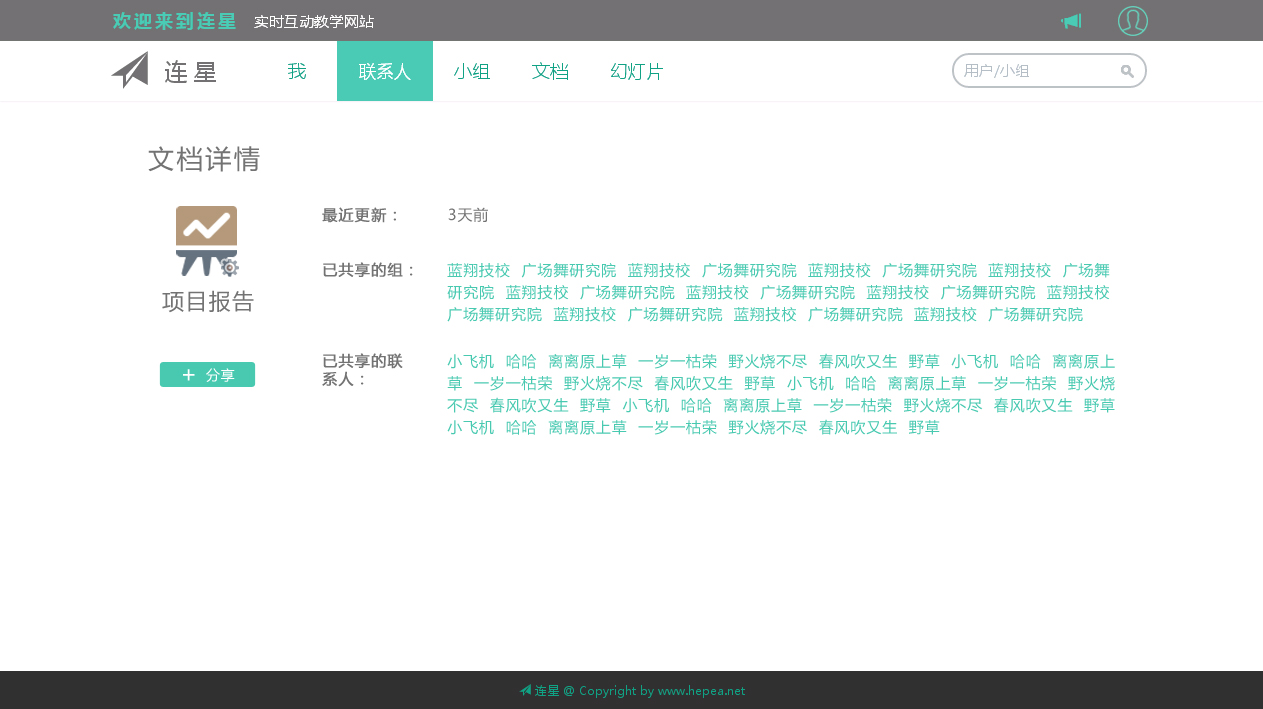 欢迎来到连星 实时互动教学网站
连星 我 联系人 小组 文档 幻灯片 用户/小组
文档详情
最近更新： 3天前
已共享的组： 蓝翔技校 广场舞研究院 蓝翔技校 广场舞研究院 蓝翔技校 广场舞研究院 蓝翔技校 广场舞
研究院 蓝翔技校 广场舞研究院 蓝翔技校 广场舞研究院 蓝翔技校 广场舞研究院 蓝翔技校
广场舞研究院 蓝翔技校 广场舞研究院 蓝翔技校 广场舞研究院 蓝翔技校 广场舞研究院
项目报告
已共享的联 小飞机 哈哈 离离原上草 一岁一枯荣 野火烧不尽 春风吹又生 野草 小飞机 哈哈 离离原上
系人： 草 一岁一枯荣 野火烧不尽 春风吹又生 野草 小飞机 哈哈 离离原上草 一岁一枯荣 野火烧
不尽 春风吹又生 野草 小飞机 哈哈 离离原上草 一岁一枯荣 野火烧不尽 春风吹又生 野草
小飞机 哈哈 离离原上草 一岁一枯荣 野火烧不尽 春风吹又生 野草
+ 分享
连星 @ Copyright by www.hepea.net